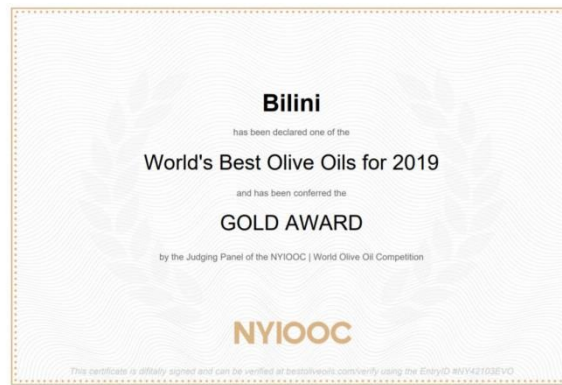 Bilini
has been declared one of the
World's Best Olive Oils for 2019
and has been conferred the
GOLD AWARD
by the Judging Panel of the NYIOOC | World Olive Oil Competition
NYIOOC
This certificate is difitally signed and can be verified at bestoliveoils.com/verify using the EntryID #NY42103EVO